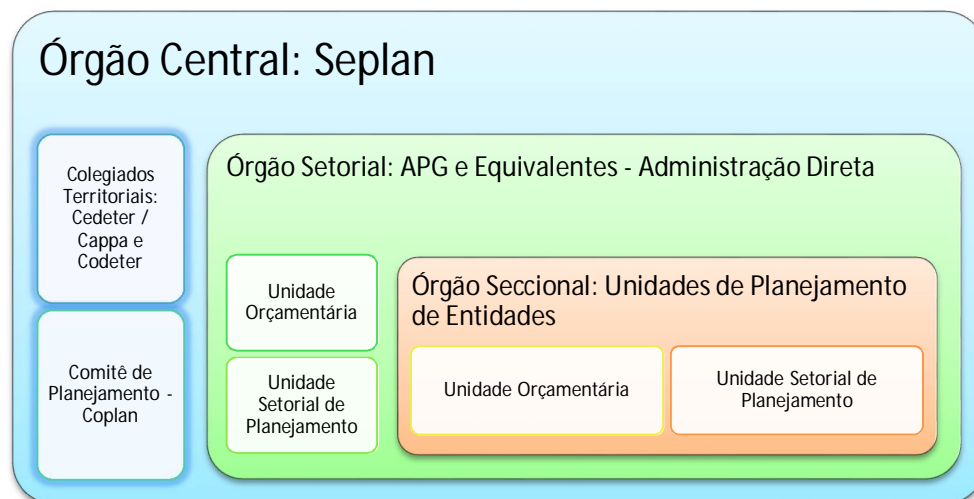 Órgão Central: Seplan
Colegiados
Territoriais:
Cedeter /
Cappa e
Codeter
Comitê de
Planejamento -
Coplan
Órgão Setorial: APG e Equivalentes - Administração Direta
Unidade
Orçamentária
Unidade
Setorial de
Planejamento
Órgão Seccional: Unidades de Planejamento
de Entidades
Unidade Orçamentária
Unidade Setorial de
Planejamento